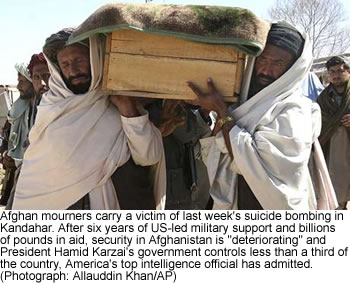 Afghan mourners carry a victim of last week's suicide bombing in
Kandahar. After six years of US-led military support and billions
of pounds in aid, security in Afghanistan is "deteriorating" and
President Hamid Karzai's government controls less than a third of
the country, America's top intelligence official has admitted.
(Photograph: Allauddin Khan/AP)